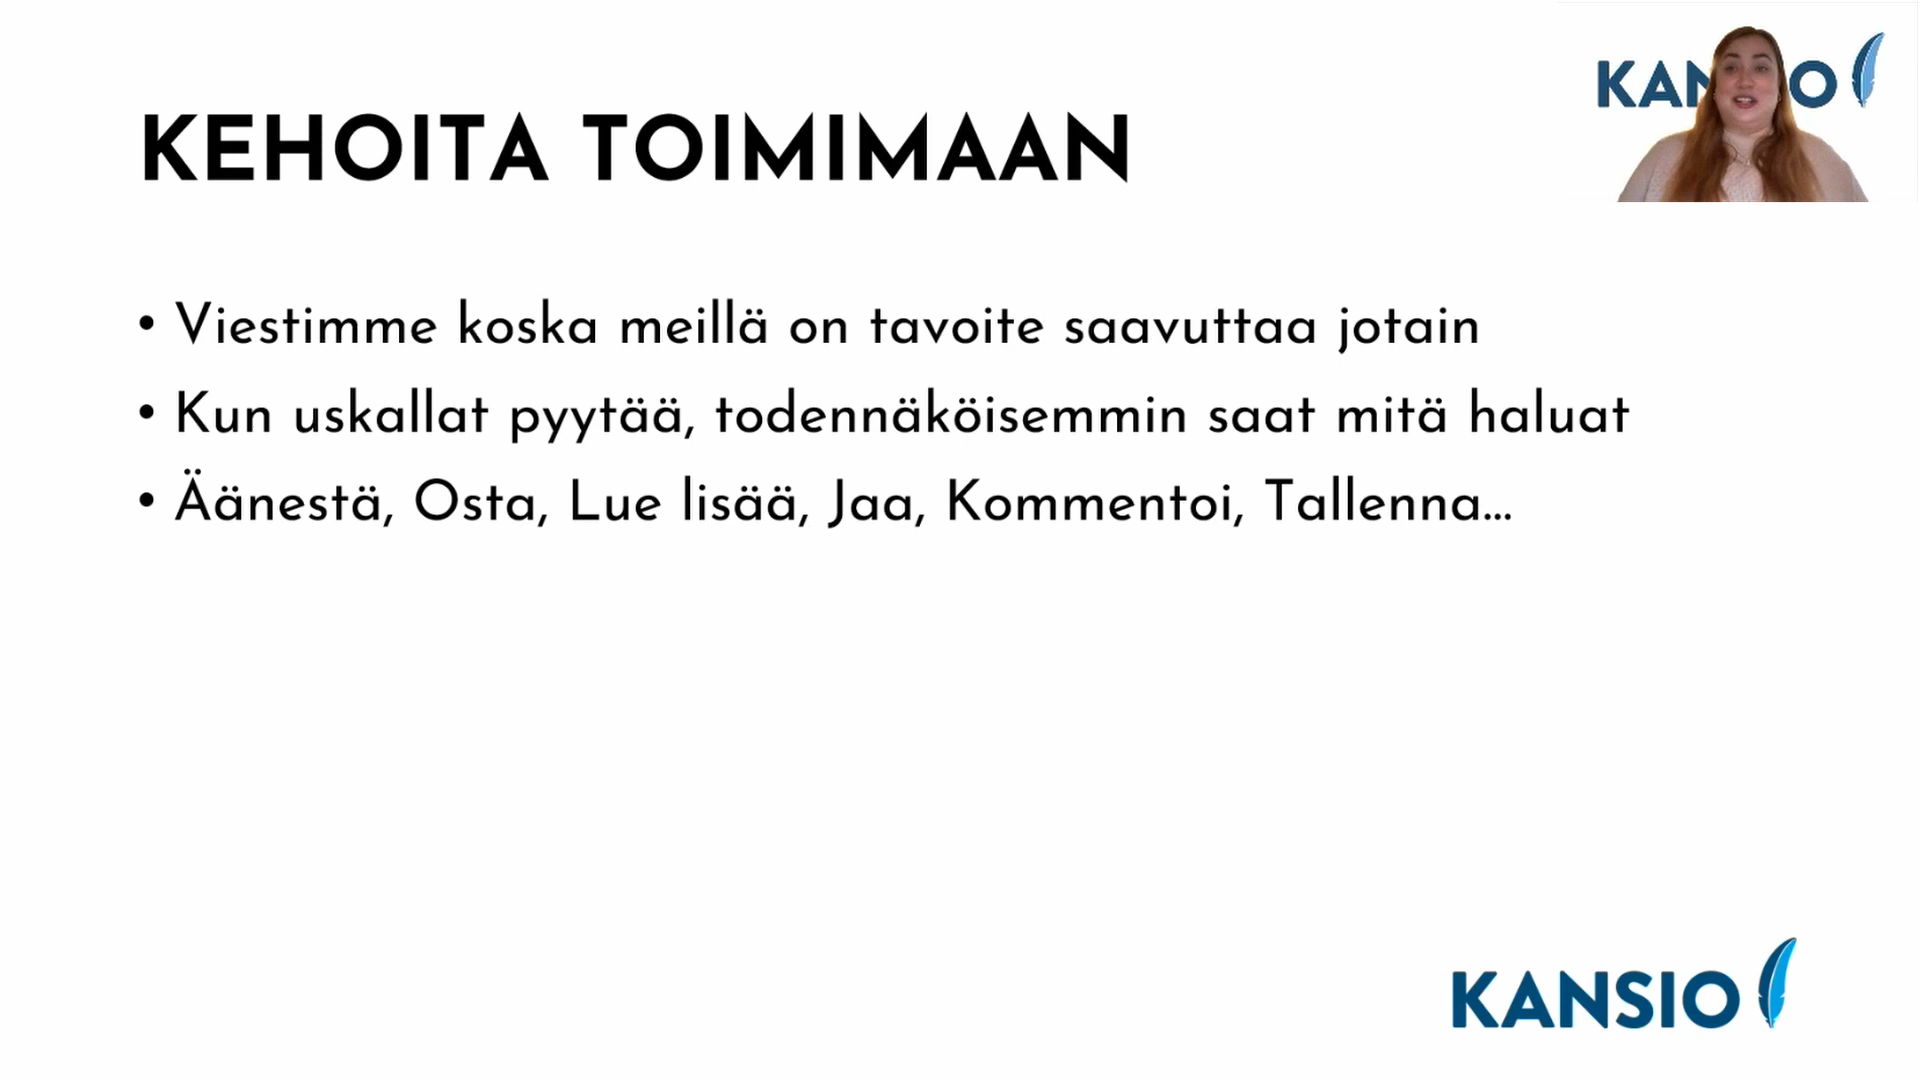 KEHOITA TOIMIMAAN
• Viestimme koska meillä on tavoite saavuttaa jotain
• Kun uskallat pyytää, todennäköisemmin saat mitä haluat
• Äänestä, Osta, Lue lisää, Jaa, Kommentoi, Tallenna...
KANSIO